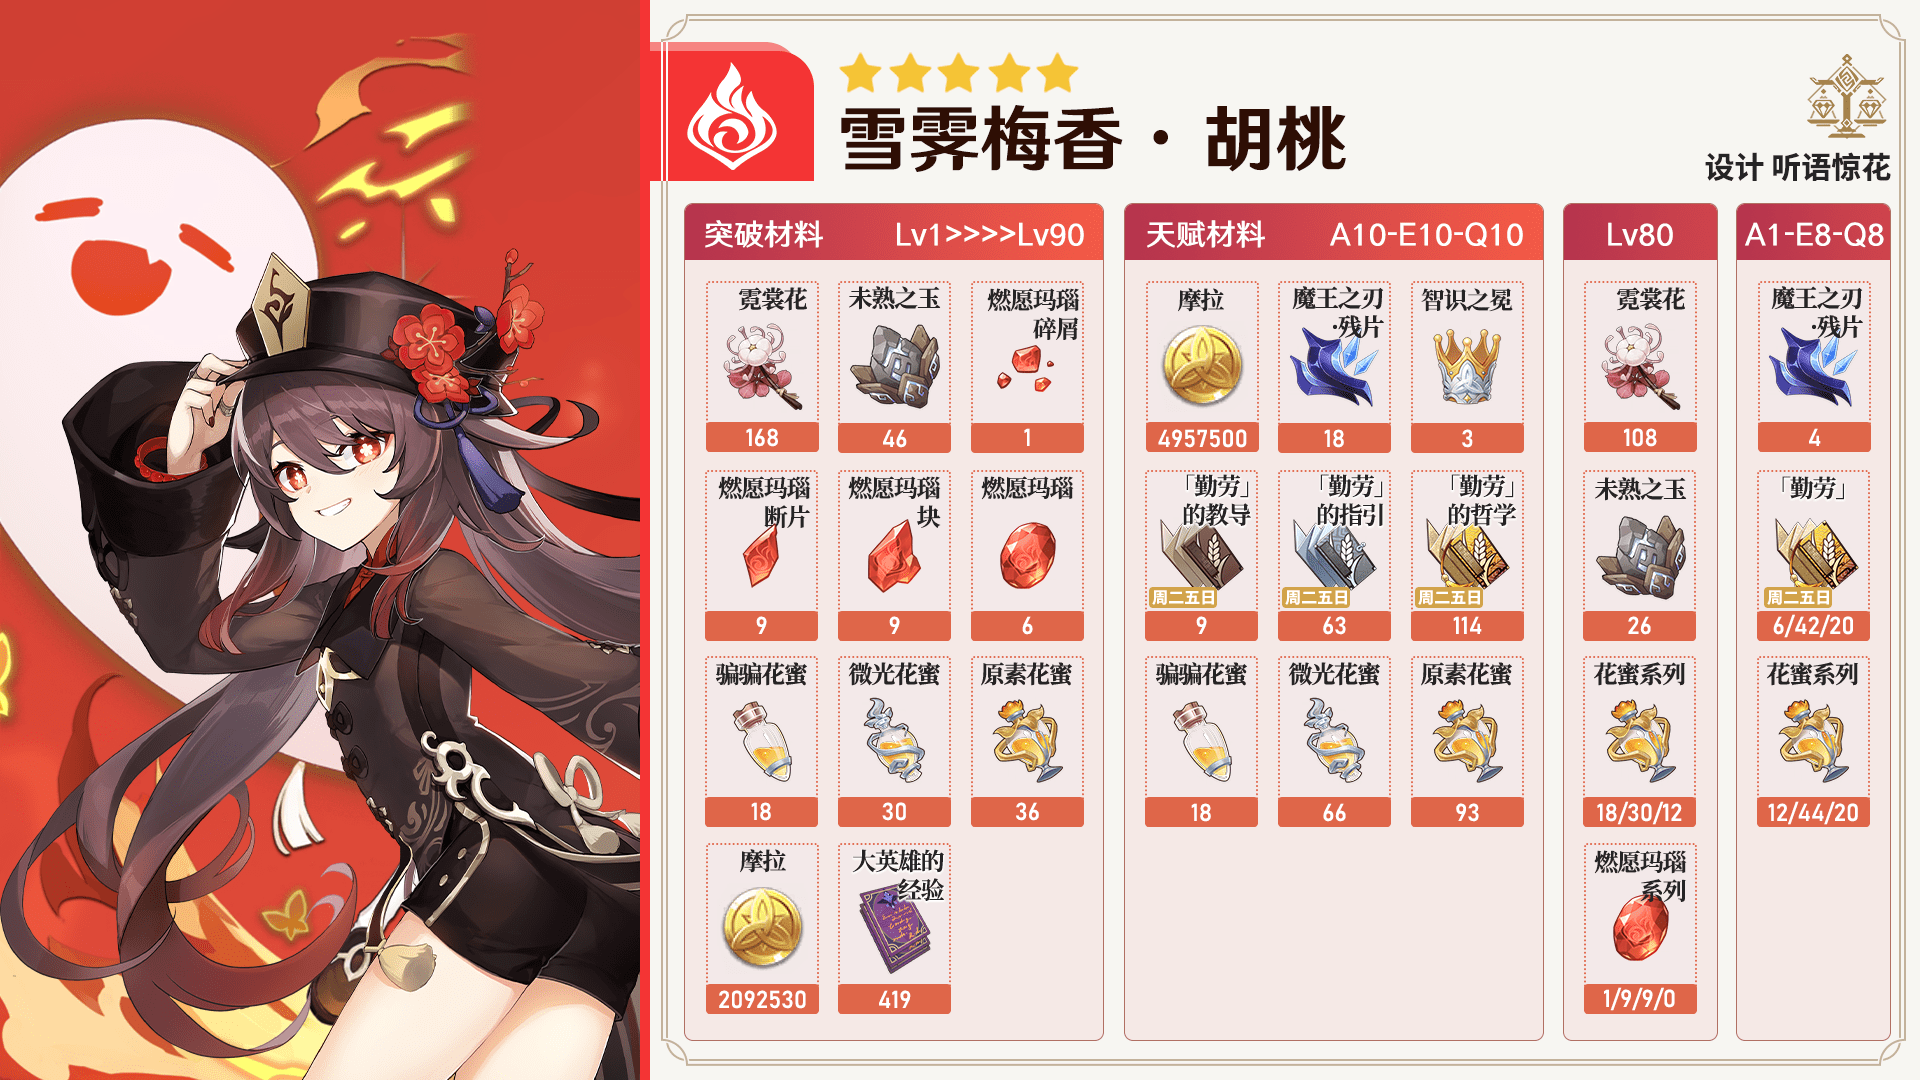 雪霁梅香·胡桃
设计 听语惊花
突破材料 Lv1>>>>Lv90
霓裳花
168
未熟之玉
46
燃愿玛瑙
碎屑
1
燃愿玛瑙
断片
9
燃愿玛瑙
块
9
燃愿玛瑙
6
骗骗花蜜
18
微光花蜜
30
原素花蜜
36
摩拉
2092530
大英雄的
经验
419
天赋材料 A10-E10-Q10
摩拉
4957500
魔王之刃
·残片
18
智识之冕
3
「勤劳」
的教导
周二五日
9
「勤劳」
的指引
周二五日
63
「勤劳」
的哲学
周二五日
114
骗骗花蜜
18
微光花蜜
66
原素花蜜
93
Lv80
霓裳花
108
未熟之玉
26
花蜜系列
18/30/12
燃愿玛瑙
系列
1/9/9/0
A1-E8-Q8
魔王之刃
·残片
4
「勤劳」
周二五日
6/42/20
花蜜系列
12/44/20